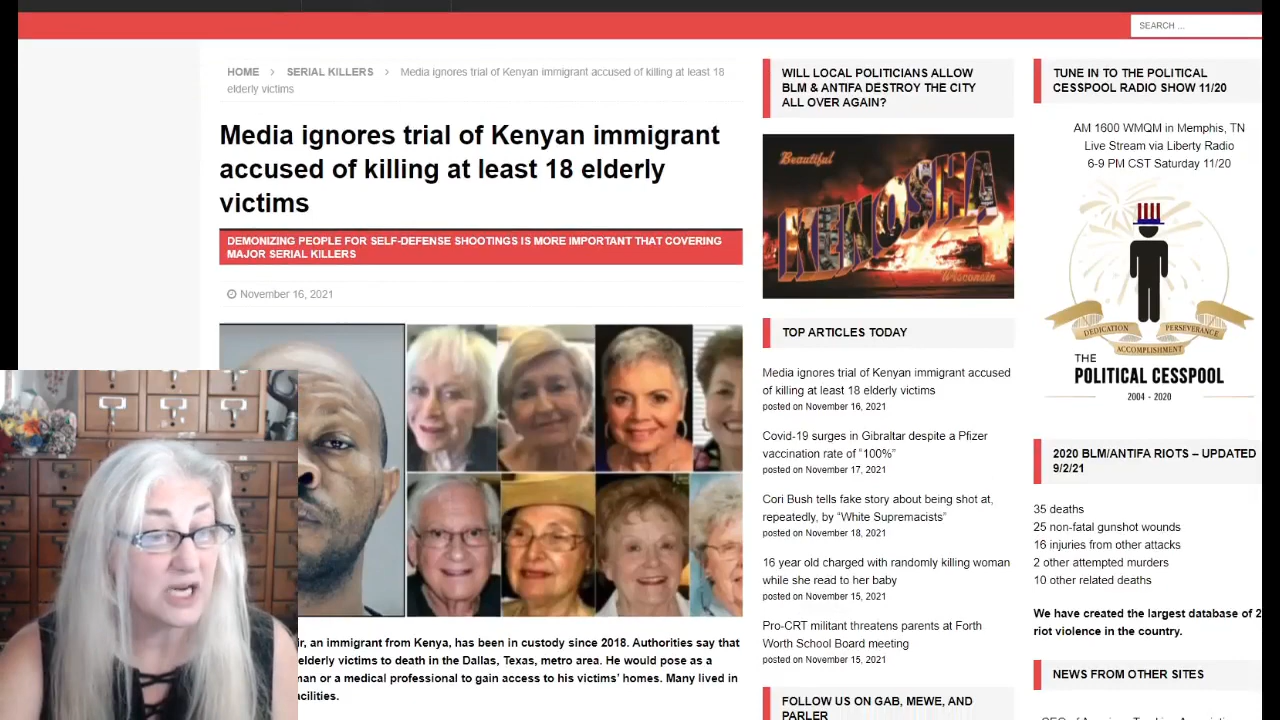 SEARCH ...
HOME > SERIAL KILLERS > Media ignores trial of Kenyan immigrant accused of killing at least 18
elderly victims
Media ignores trial of Kenyan immigrant
accused of killing at least 18 elderly
victims
DEMONIZING PEOPLE FOR SELF-DEFENSE SHOOTINGS IS MORE IMPORTANT THAT COVERING
MAJOR SERIAL KILLERS
November 16, 2021
ir, an immigrant from Kenya, has been in custody since 2018. Authorities say that
elderly victims to death in the Dallas, Texas, metro area. He would pose as a
man or a medical professional to gain access to his victims' homes. Many lived in
acilities.
WILL LOCAL POLITICIANS ALLOW
BLM & ANTIFA DESTROY THE CITY
ALL OVER AGAIN?
Beautiful
KENOSHA
Wisconsin
TOP ARTICLES TODAY
Media ignores trial of Kenyan immigrant accused
of killing at least 18 elderly victims
posted on November 16, 2021
Covid-19 surges in Gibraltar despite a Pfizer
vaccination rate of "100%"
posted on November 17, 2021
Cori Bush tells fake story about being shot at,
repeatedly, by "White Supremacists"
posted on November 18, 2021
16 year old charged with randomly killing woman
while she read to her baby
posted on November 15, 2021
Pro-CRT militant threatens parents at Forth
Worth School Board meeting
posted on November 15, 2021
FOLLOW US ON GAB, MEWE, AND
PARLER
TUNE IN TO THE POLITICAL
CESSPOOL RADIO SHOW 11/20
AM 1600 WMQM in Memphis, TN
Live Stream via Liberty Radio
6-9 PM CST Saturday 11/20
DEDICATION
PERSEVERANCE
ACCOMPLISHMENT
THE
POLITICAL CESSPOOL
2004 - 2020
2020 BLM/ANTIFA RIOTS – UPDATED
9/2/21
35 deaths
25 non-fatal gunshot wounds
16 injuries from other attacks
2 other attempted murders
10 other related deaths
We have created the largest database of 2
riot violence in the country.
NEWS FROM OTHER SITES